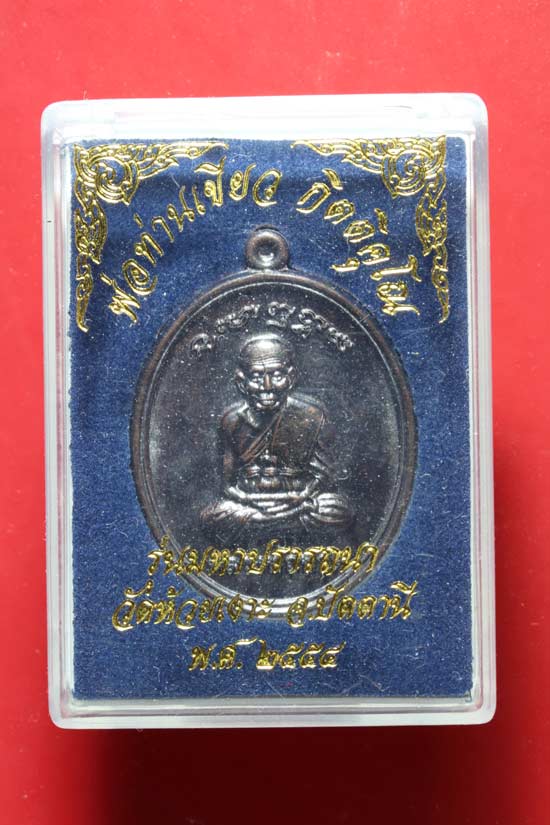 พ่อท่านเขียว กิตติคุโณ
รุ่นมหาปรารถนา
วัดห้วยเงาะ จ.ปัตตานี
พ.ศ. ๒๕๕๔